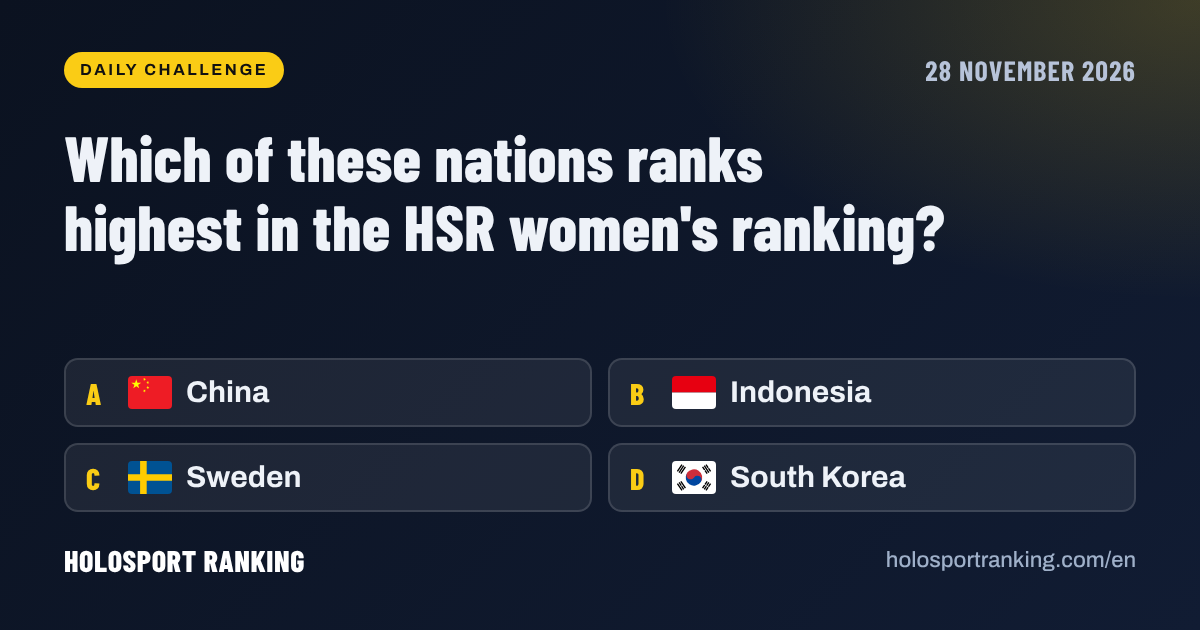 DAILY CHALLENGE
28 NOVEMBER 2026
Which of these nations ranks
highest in the HSR women's ranking?
A China
B Indonesia
C Sweden
D South Korea
HOLOSPORT RANKING
holosportranking.com/en